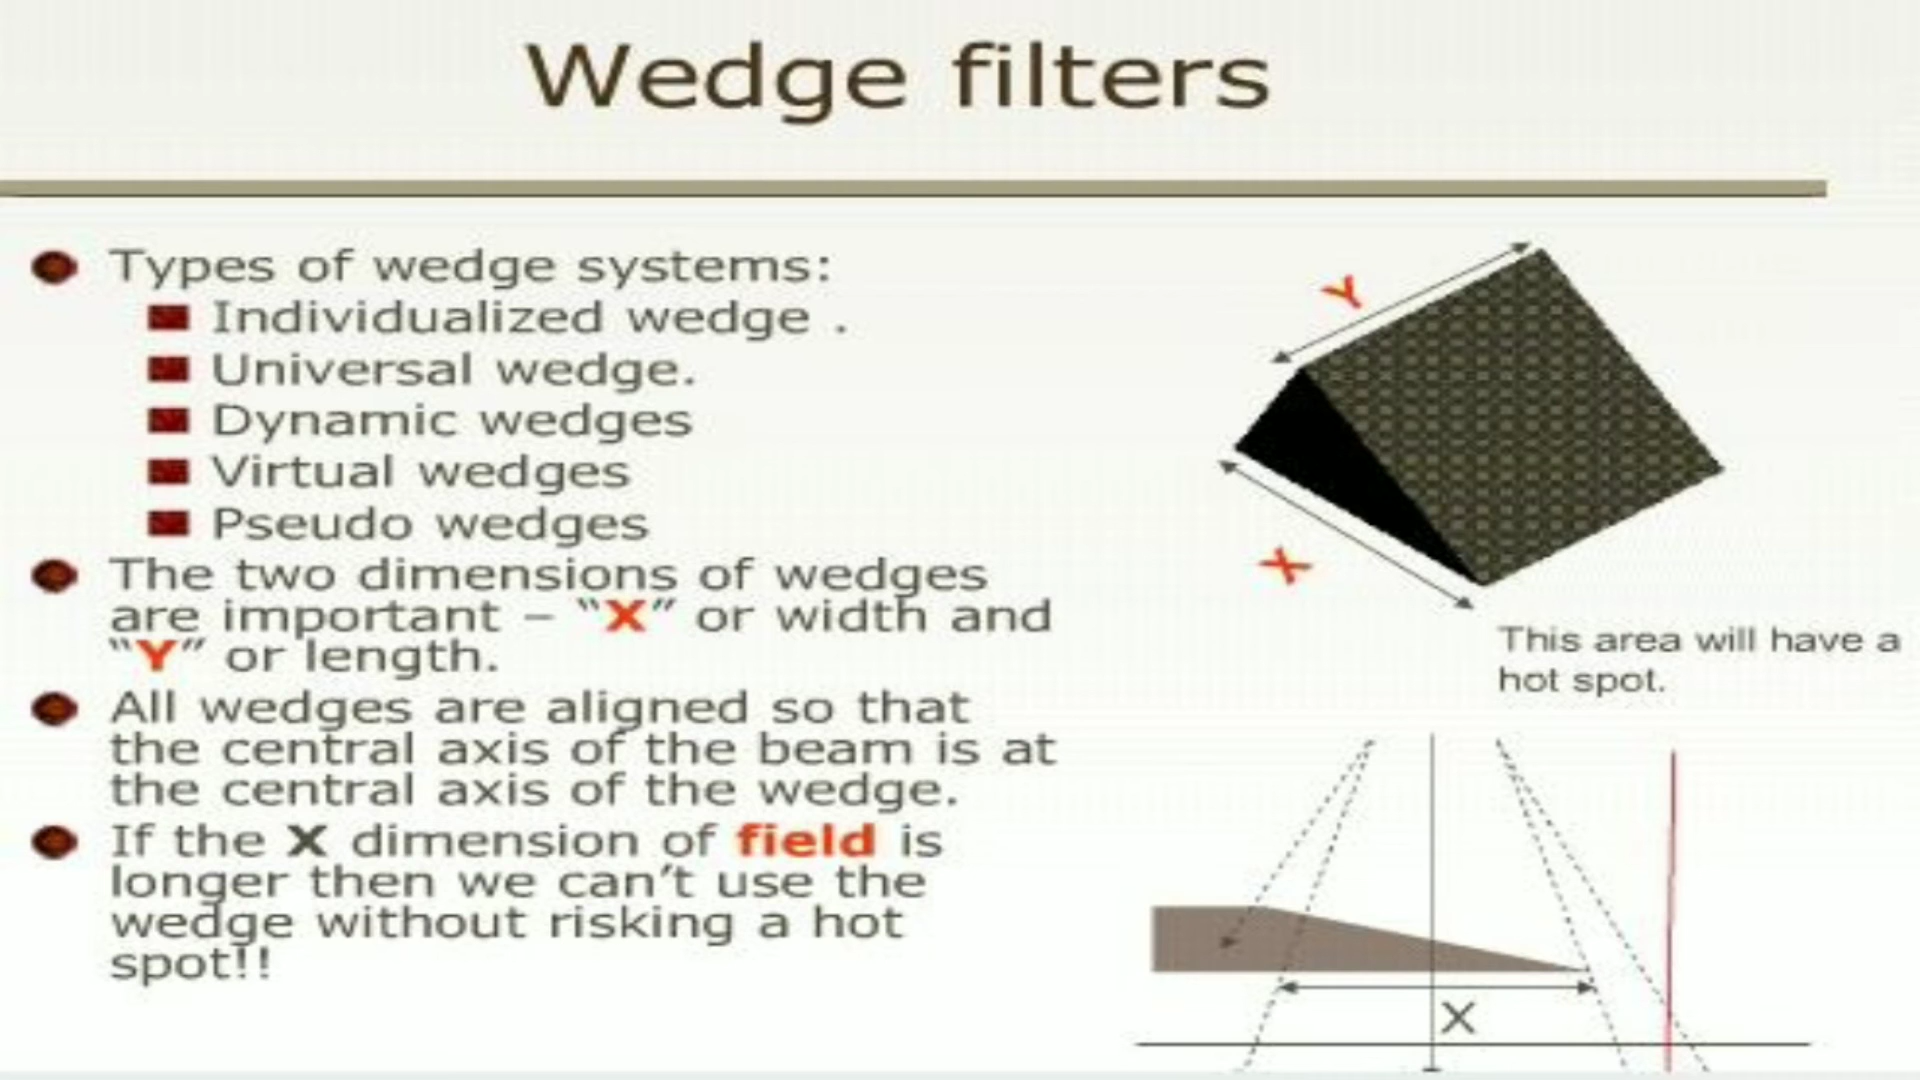 Wedge filters
Types of wedge systems:
Individualized wedge .
Universal wedge.
Dynamic wedges
Virtual wedges
Pseudo wedges
The two dimensions of wedges
are important – “X” or width and
“Y” or length.
All wedges are aligned so that
the central axis of the beam is at
the central axis of the wedge.
If the X dimension of field is
longer then we can’t use the
wedge without risking a hot
spot!!
Y
X
This area will have a
hot spot.
X